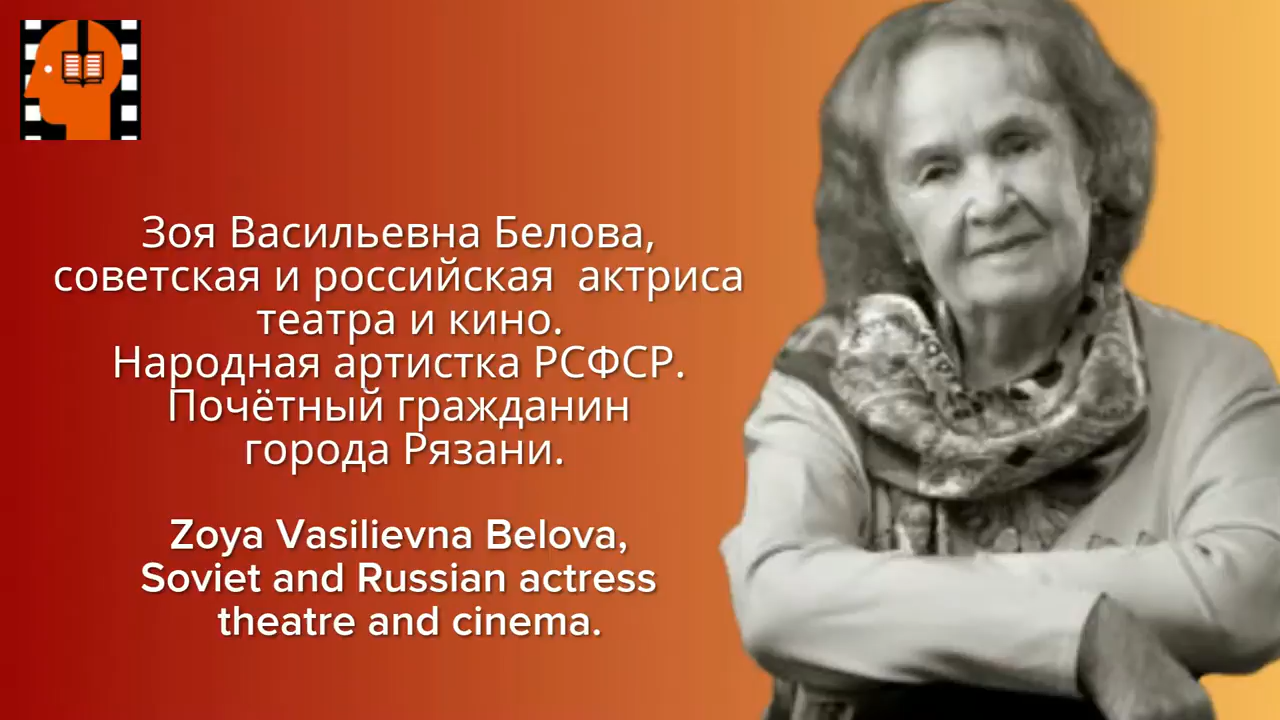 Зоя Васильевна Белова,
советская и российская актриса
театра и кино.
Народная артистка РСФСР.
Почётный гражданин
города Рязани.
Zoya Vasilievna Belova,
Soviet and Russian actress
theatre and cinema.